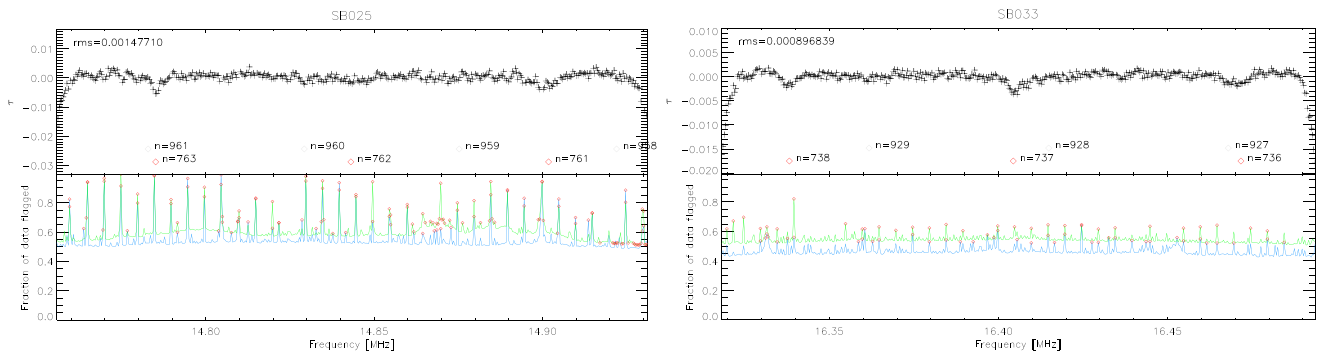 SB025
rms=0.00147710
0.01
0.00
−0.01
−0.02
−0.03
τ
n=961
n=960
n=959
n=958
n=763
n=762
n=761
0.8
0.6
0.4
0.2
0.0
Fraction of data flagged
14.80
14.85
14.90
Frequency [MHz]
SB033
rms=0.000896839
0.010
0.005
0.000
−0.005
−0.010
−0.015
−0.020
τ
n=929
n=928
n=927
n=738
n=737
n=736
0.8
0.6
0.4
0.2
0.0
Fraction of data flagged
16.35
16.40
16.45
Frequency [MHz]